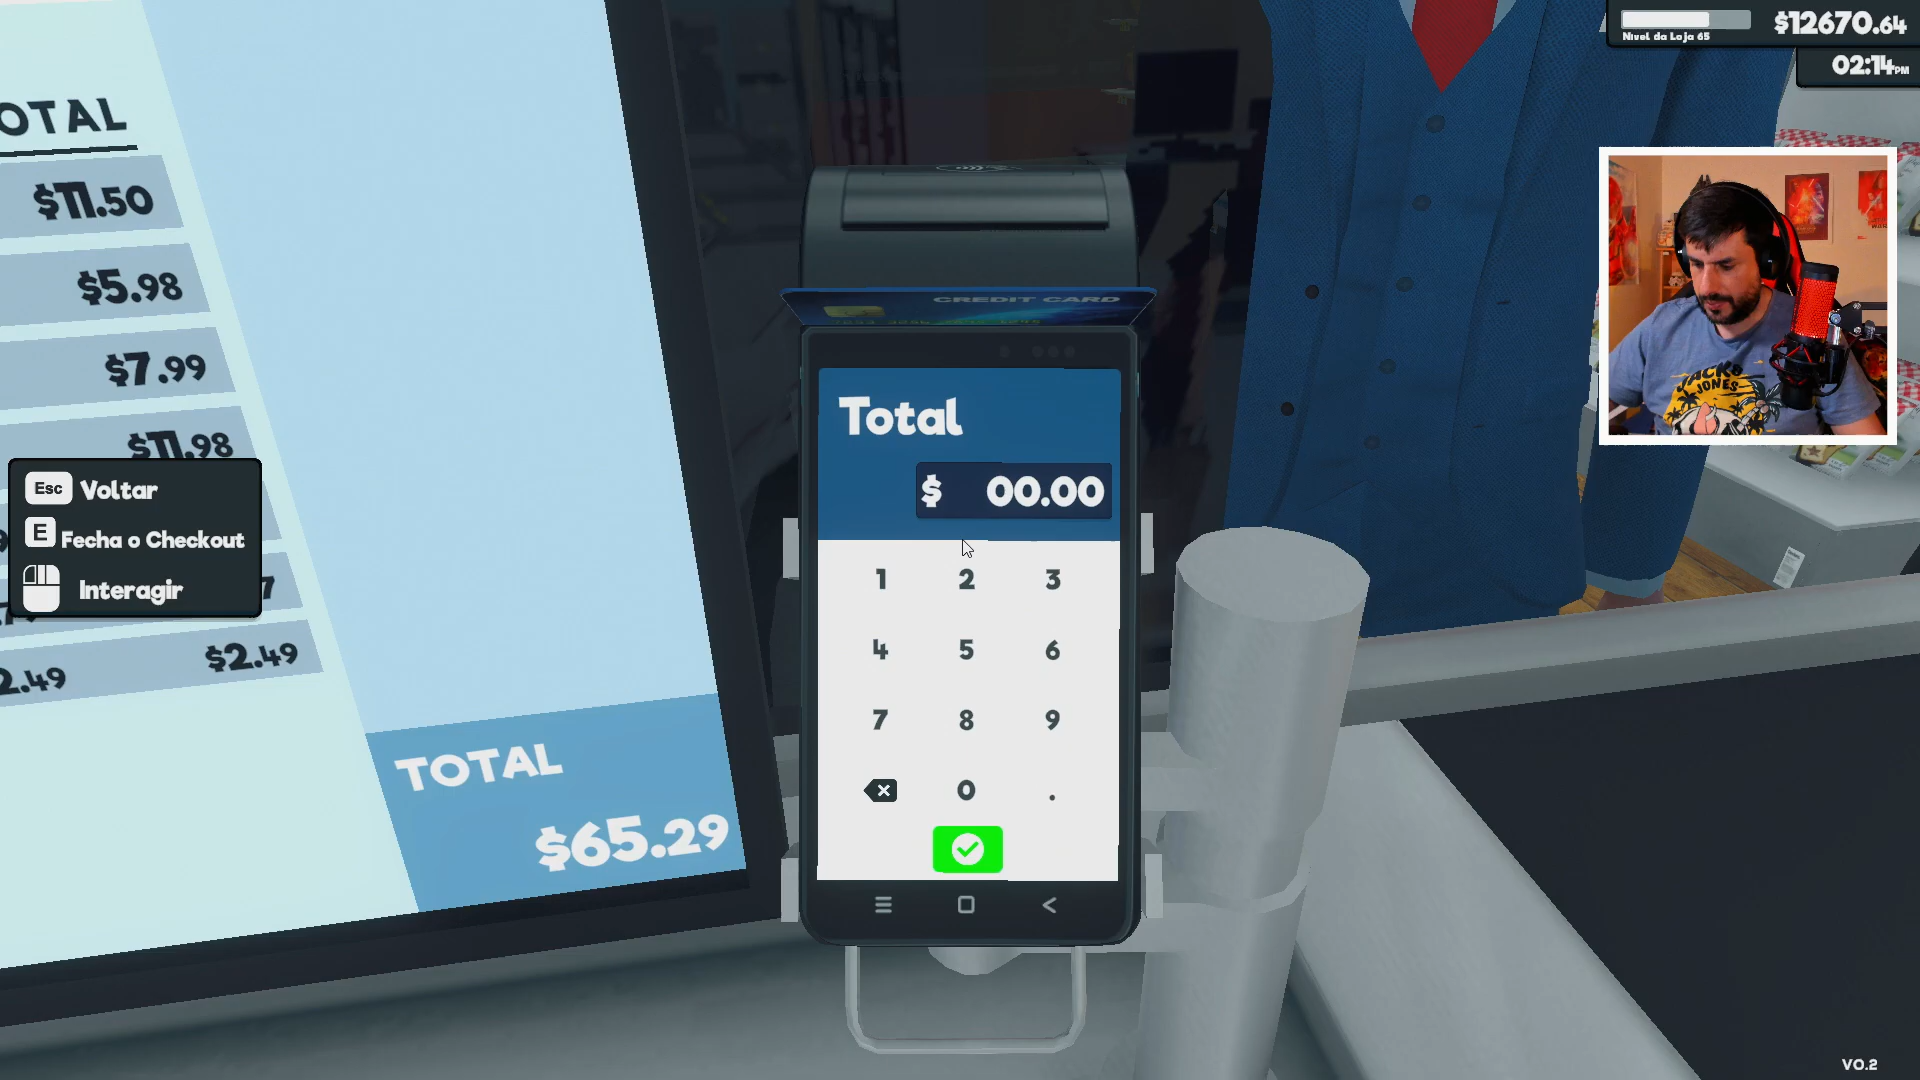 $12670.64
Nivel da Loja 65
02:14PM
OTAL
$11.50
$5.98
$7.99
$11.98
Esc Voltar
E Fecha o Checkout
Interagir
7
2.49 $2.49
TOTAL
$65.29
CREDIT CARD
Total
$ 00.00
1 2 3
4 5 6
7 8 9
0 .
JACK &
JONES
V0.2